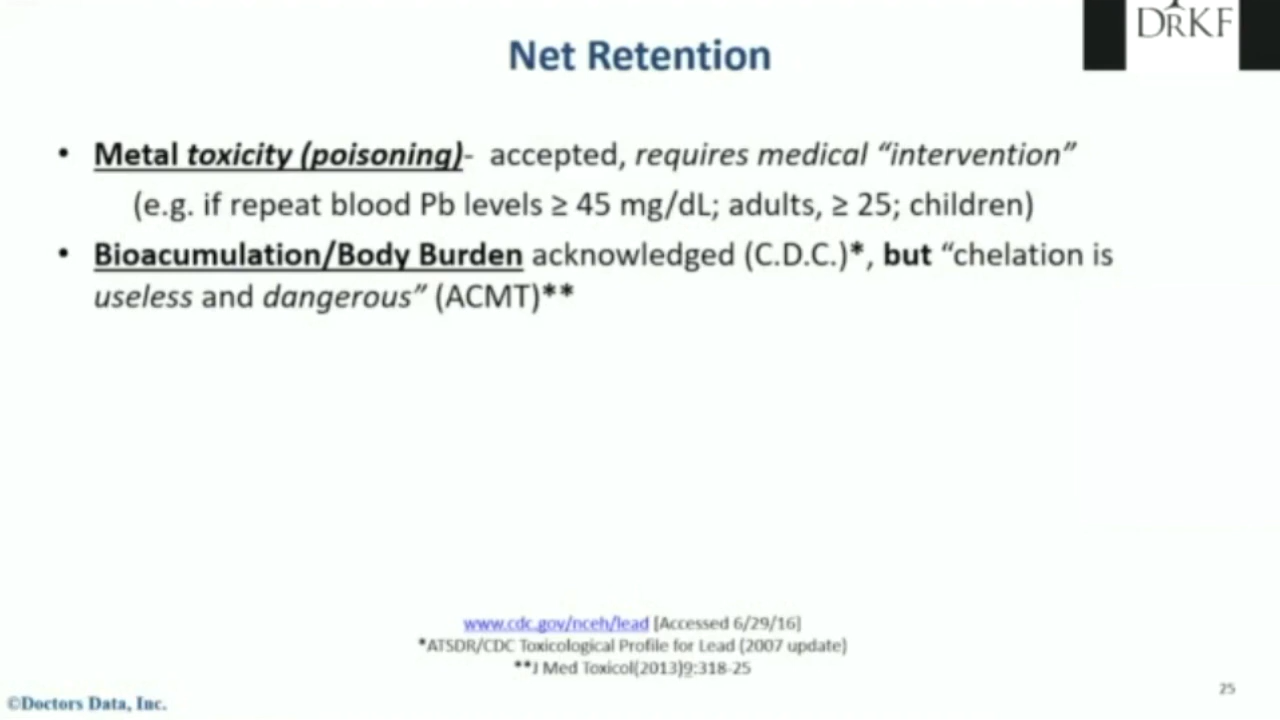 DRKF
Net Retention
• Metal toxicity (poisoning)- accepted, requires medical “intervention”
(e.g. if repeat blood Pb levels ≥ 45 mg/dL; adults, ≥ 25; children)
• Bioacumulation/Body Burden acknowledged (C.D.C.)*, but “chelation is
useless and dangerous” (ACMT)**
www.cdc.gov/nceh/lead [Accessed 6/29/16]
*ATSDR/CDC Toxicological Profile for Lead (2007 update)
**J Med Toxicol(2013)9:318-25
25
©Doctors Data, Inc.